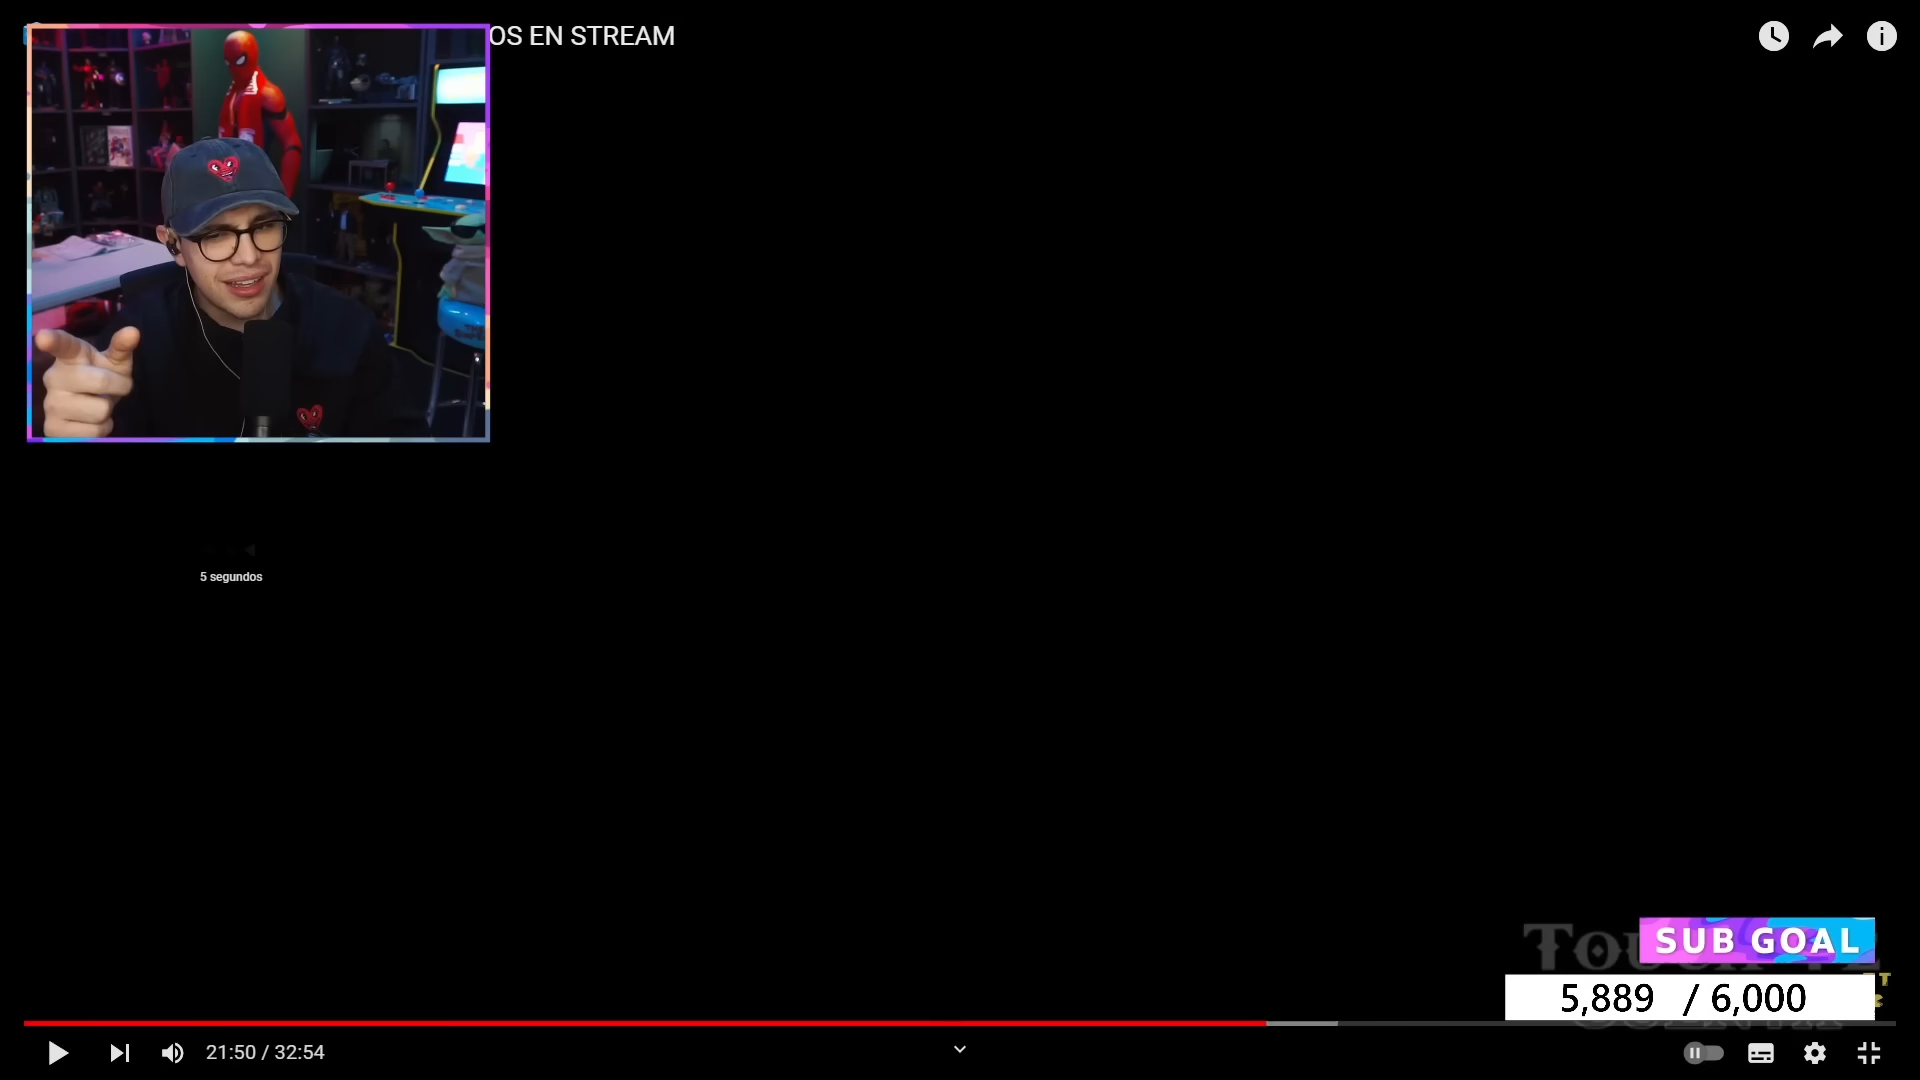 OS EN STREAM
5 segundos
SUB GOAL
5,889 / 6,000
21:50 / 32:54